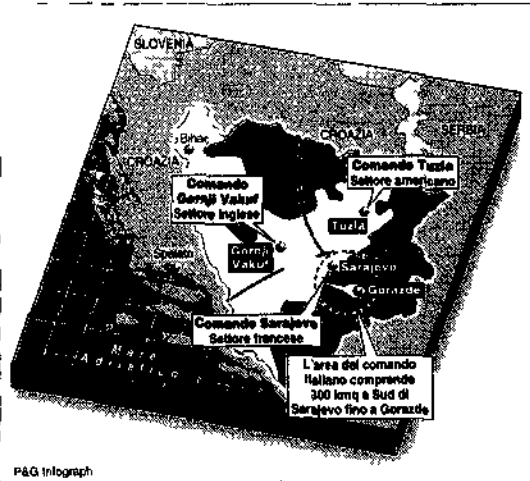 SLOVENIA
CROAZIA
SERBIA
Bihac
CROAZIA
Comando Tuzla
Settore americano
Comando
Gornji Vakuf
Settore inglese
Tuzla
Gornji
Vakuf
Spalato
Sarajevo
Gorazde
Comando Sarajevo
Settore francese
Mare
Adriatico
L'area del comando
italiano comprende
300 kmq a Sud di
Sarajevo fino a Gorazde
P&G Infograph